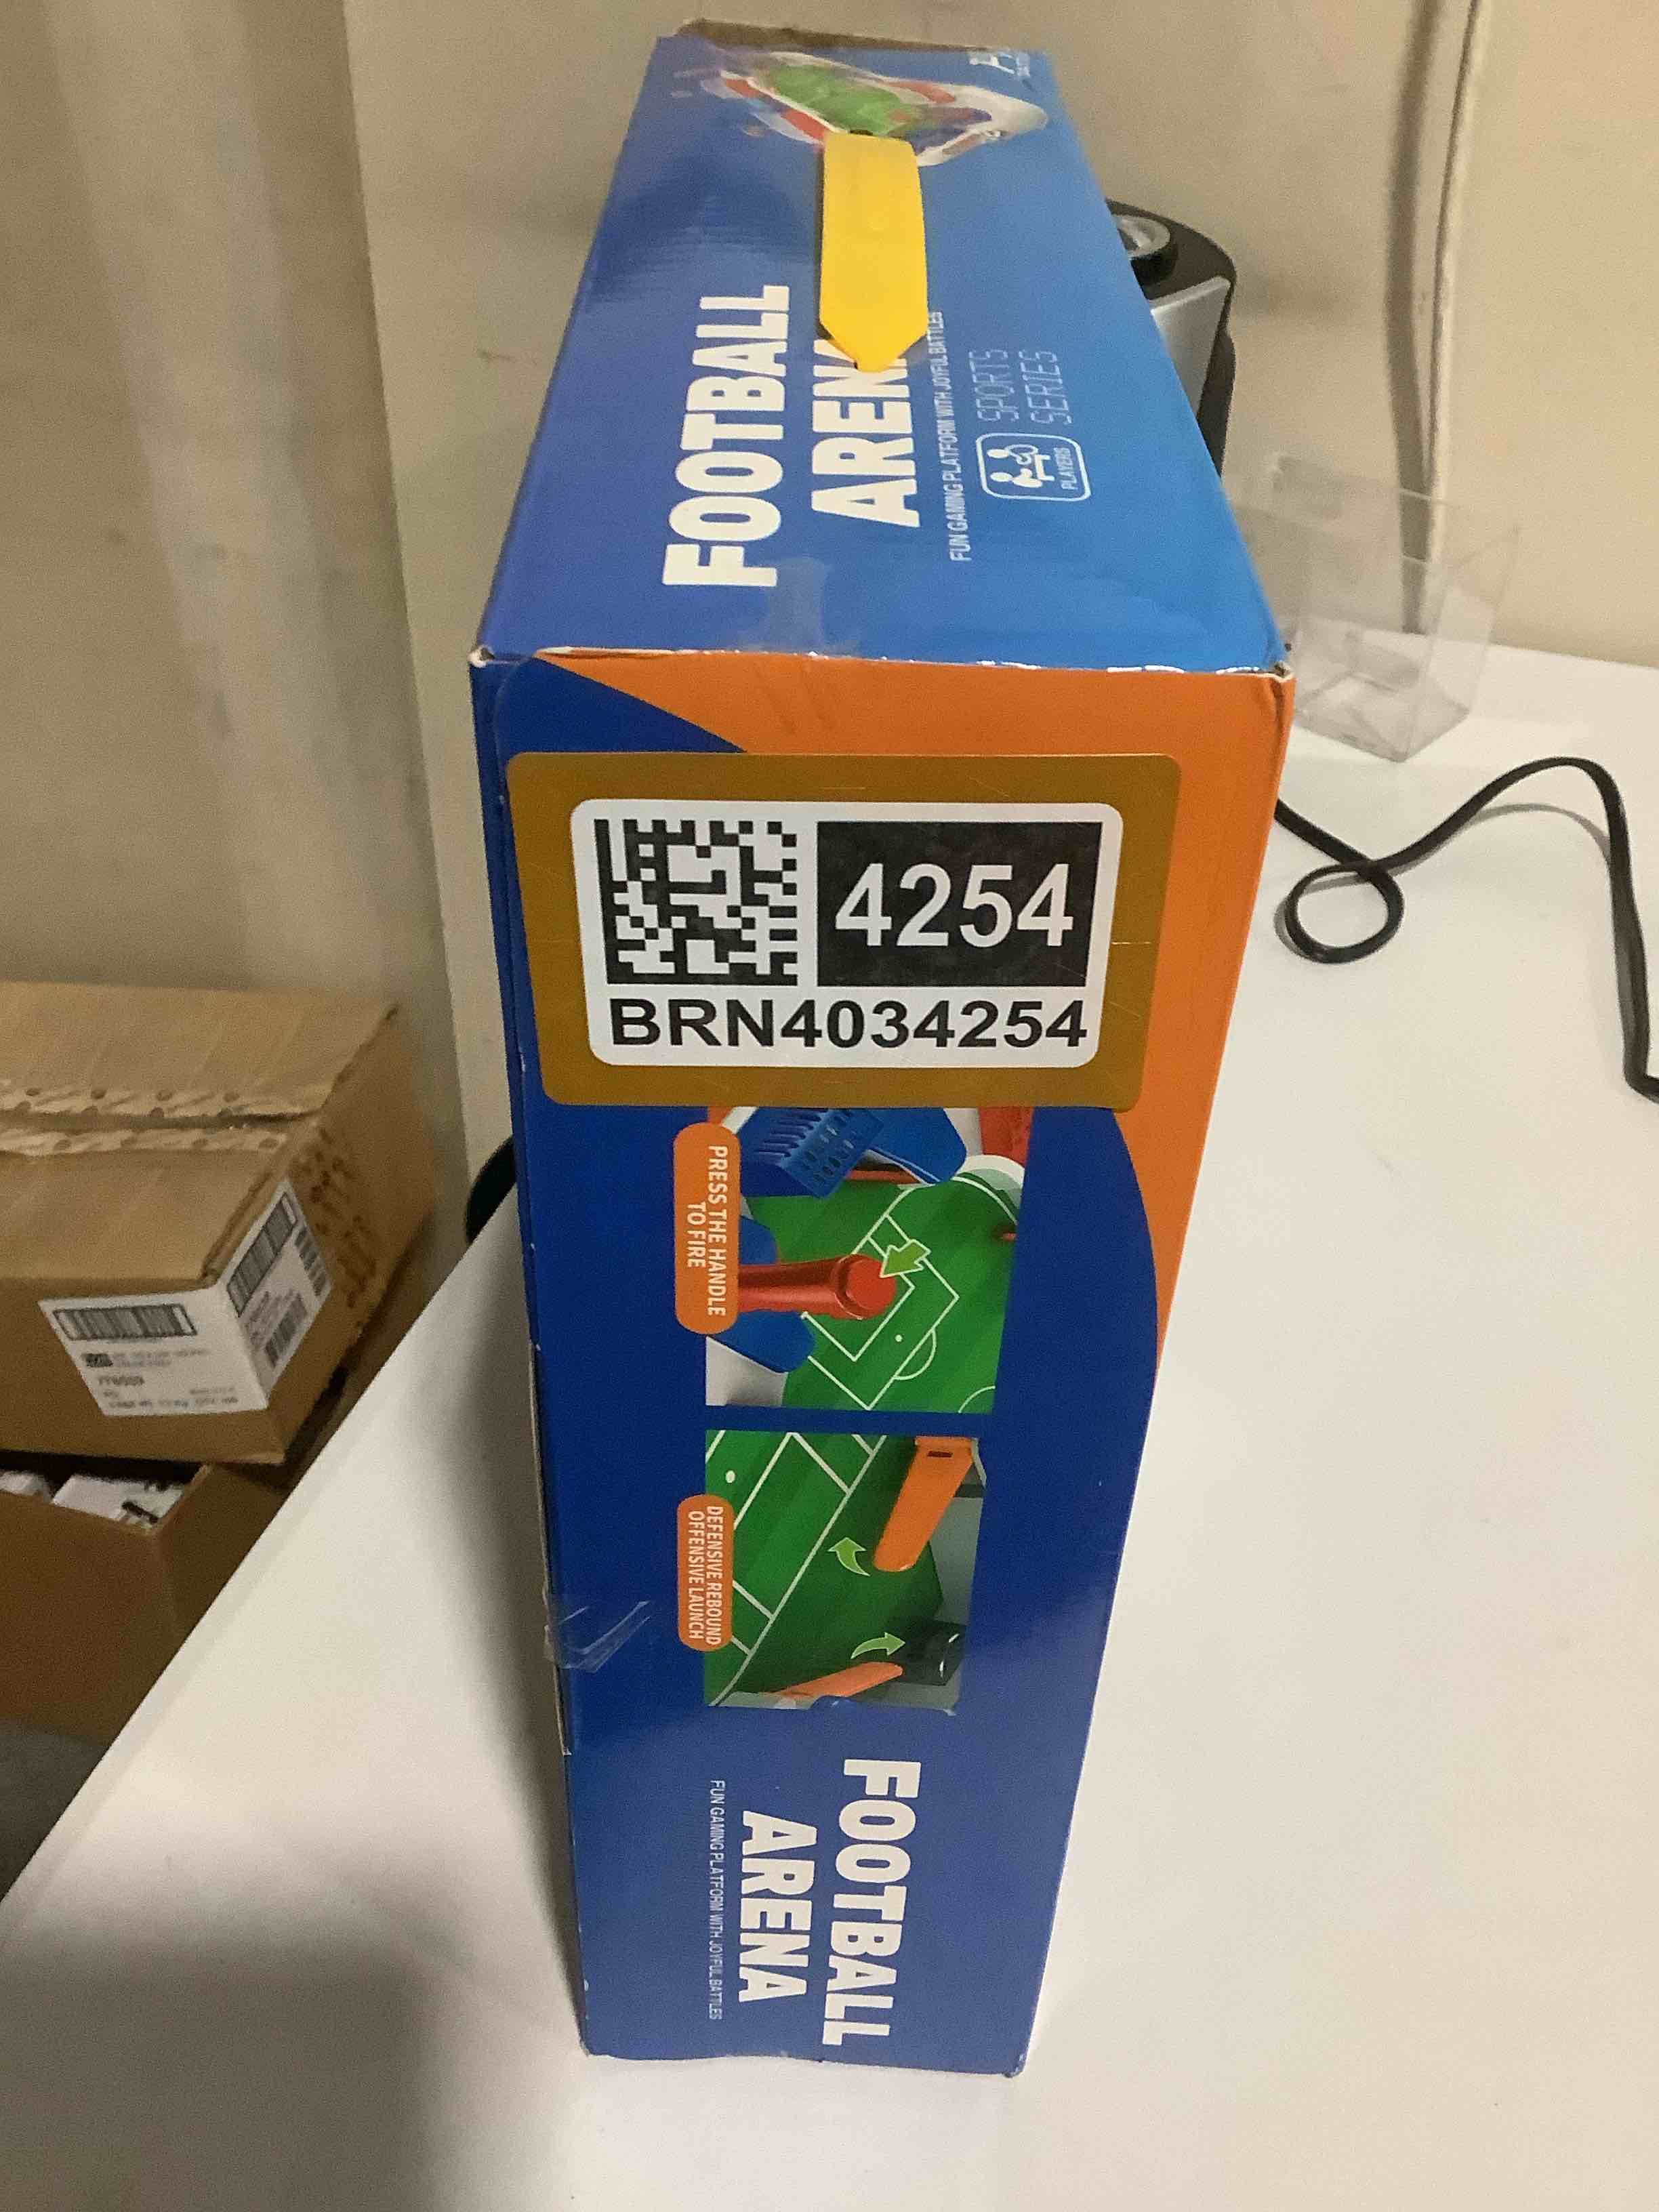 FOOTBALL
ARENA
FUN GAMING PLATFORM WITH JOYFUL BATTLES
PLAYERS
SPORTS
SERIES
4254
BRN4034254
PRESS THE HANDLE
TO FIRE
DEFENSIVE REBOUND
OFFENSIVE LAUNCH
FOOTBALL
ARENA
FUN GAMING PLATFORM WITH JOYFUL BATTLES